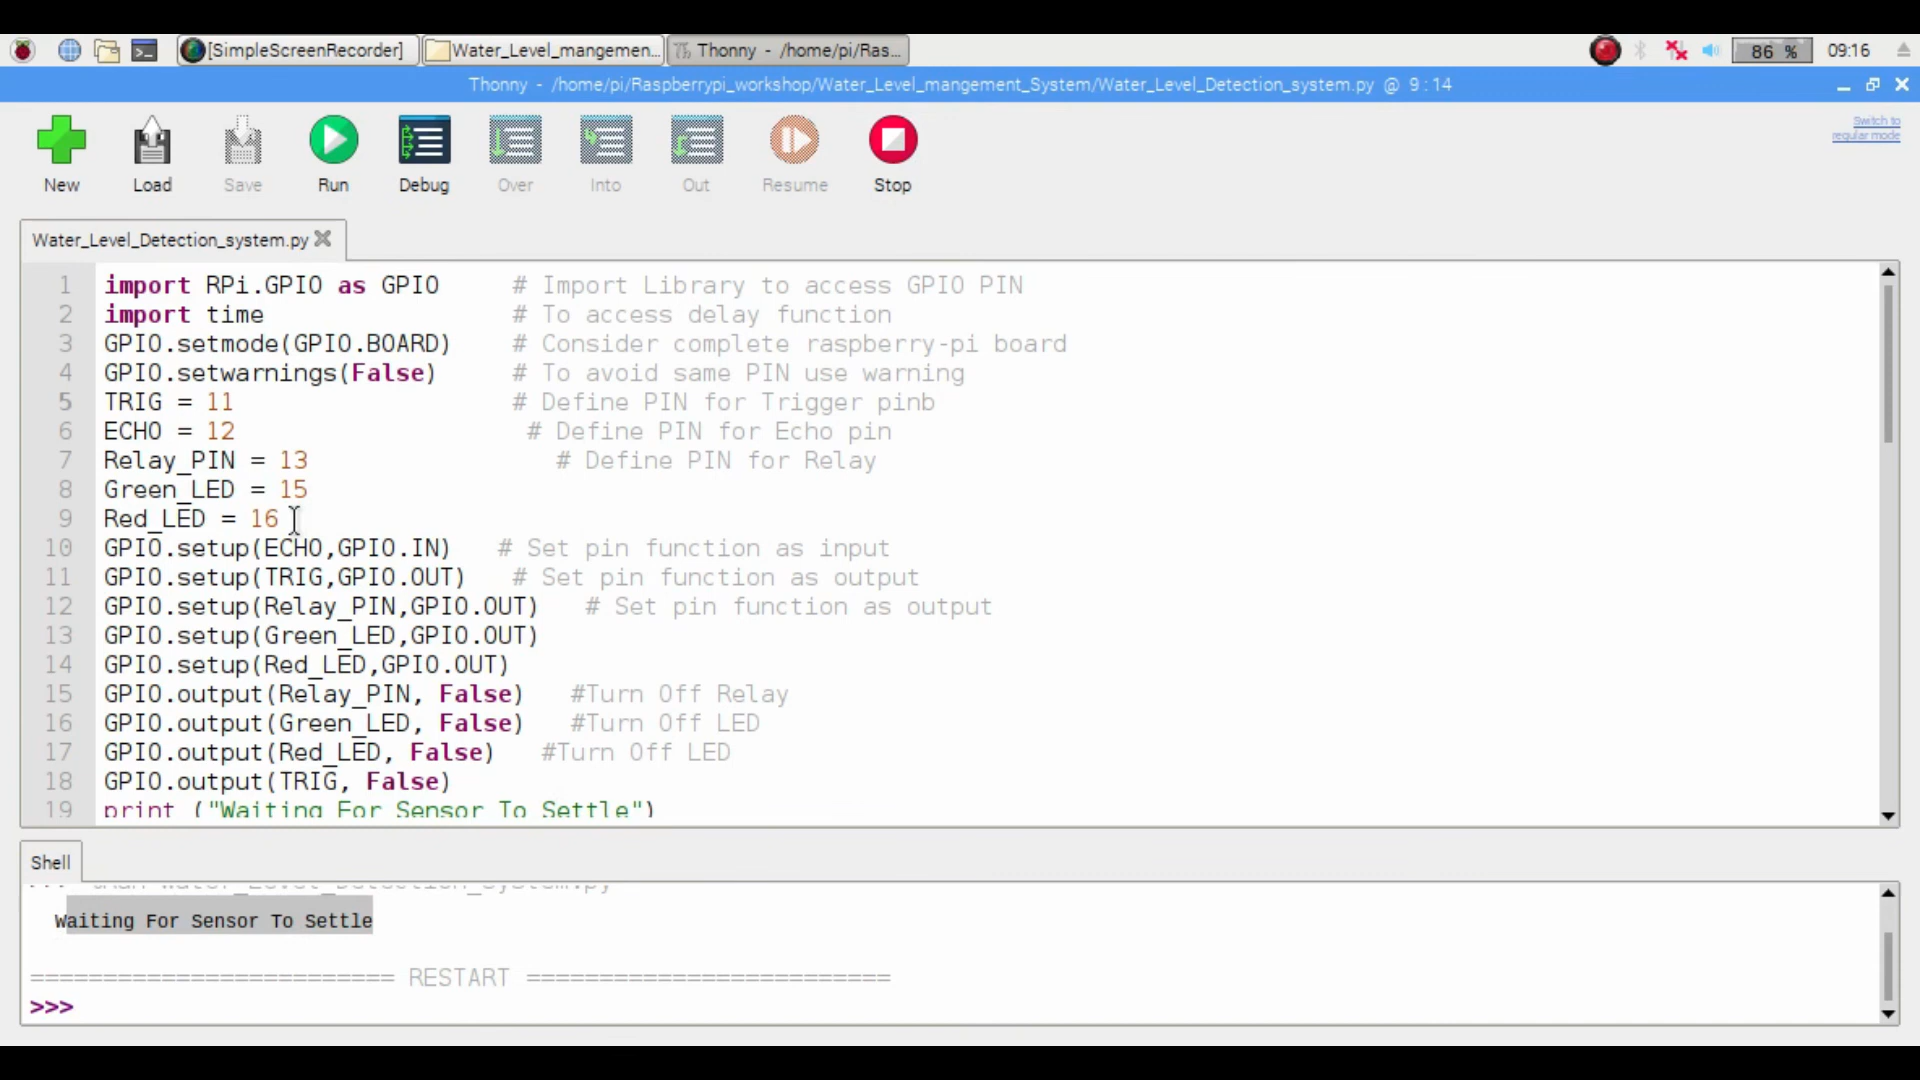 [SimpleScreenRecorder]
Water_Level_mangemen...
Thonny - /home/pi/Ras...
86 %
09:16
Thonny - /home/pi/Raspberrypi_workshop/Water_Level_mangement_System/Water_Level_Detection_system.py @ 9:14
New
Load
Save
Run
Debug
Over
Into
Out
Resume
Stop
Switch to
regular mode
Water_Level_Detection_system.py
1 import RPi.GPIO as GPIO # Import Library to access GPIO PIN
2 import time # To access delay function
3 GPIO.setmode(GPIO.BOARD) # Consider complete raspberry-pi board
4 GPIO.setwarnings(False) # To avoid same PIN use warning
5 TRIG = 11 # Define PIN for Trigger pinb
6 ECHO = 12 # Define PIN for Echo pin
7 Relay_PIN = 13 # Define PIN for Relay
8 Green_LED = 15
9 Red_LED = 16
10 GPIO.setup(ECHO,GPIO.IN) # Set pin function as input
11 GPIO.setup(TRIG,GPIO.OUT) # Set pin function as output
12 GPIO.setup(Relay_PIN,GPIO.OUT) # Set pin function as output
13 GPIO.setup(Green_LED,GPIO.OUT)
14 GPIO.setup(Red_LED,GPIO.OUT)
15 GPIO.output(Relay_PIN, False) #Turn Off Relay
16 GPIO.output(Green_LED, False) #Turn Off LED
17 GPIO.output(Red_LED, False) #Turn Off LED
18 GPIO.output(TRIG, False)
19 print ("Waiting For Sensor To Settle")
Shell
>>> %Run Water_Level_Detection_system.py
Waiting For Sensor To Settle
========================= RESTART =========================
>>>